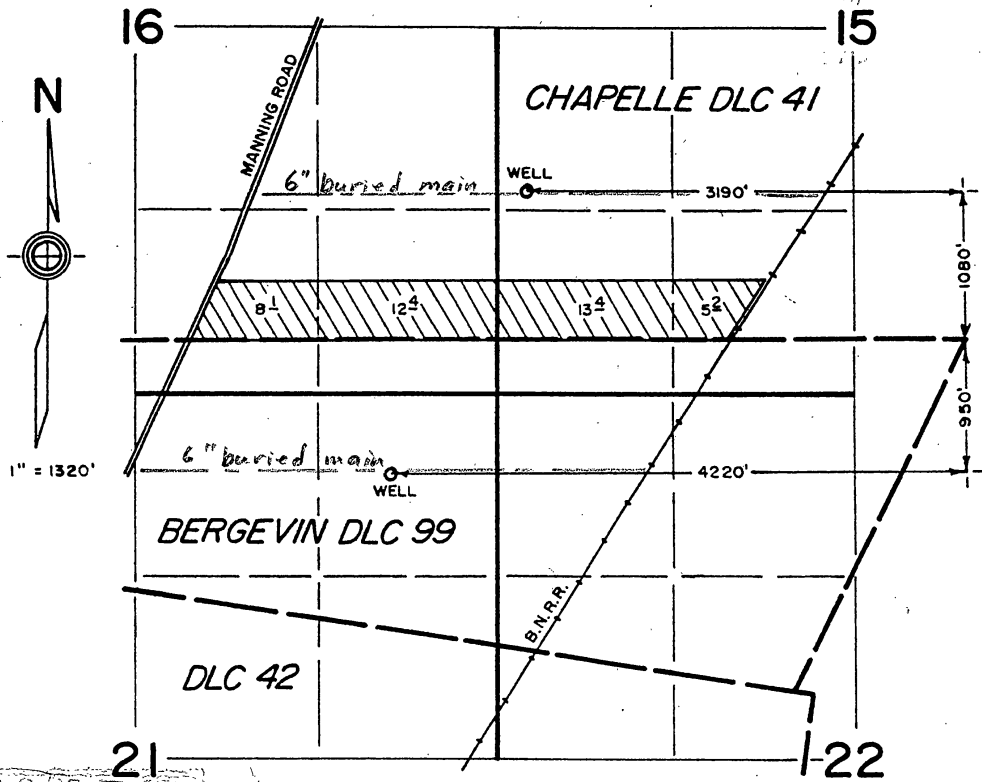 16
15
N
MANNING ROAD
CHAPELLE DLC 41
6" buried main
WELL
3190'
1080'
8 1
12 4
13 4
5 2
950'
1" = 1320'
6" buried main
WELL
4220'
BERGEVIN DLC 99
B.N.R.R.
DLC 42
21
22